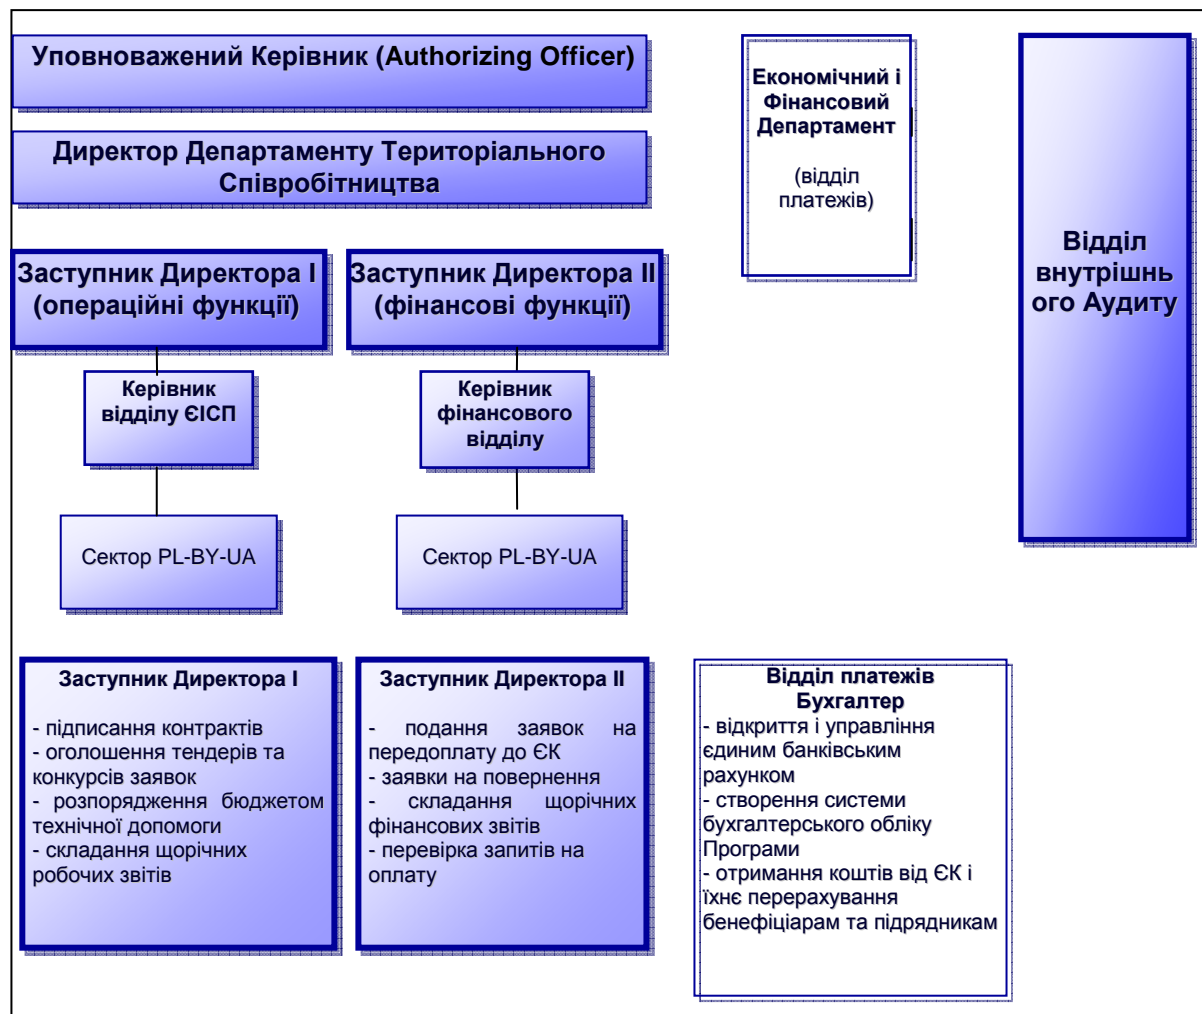 Уповноважений Керівник (Authorizing Officer)
Директор Департаменту Територіального
Співробітництва
Економічний і
Фінансовий
Департамент
(відділ
платежів)
Відділ
внутрішнь
ого Аудиту
Заступник Директора I
(операційні функції)
Заступник Директора II
(фінансові функції)
Керівник
відділу ЄІСП
Керівник
фінансового
відділу
Сектор PL-BY-UA
Сектор PL-BY-UA
Заступник Директора I
- підписання контрактів
- оголошення тендерів та
конкурсів заявок
- розпорядження бюджетом
технічної допомоги
- складання щорічних
робочих звітів
Заступник Директора II
- подання заявок на
передоплату до ЄК
- заявки на повернення
- складання щорічних
фінансових звітів
- перевірка запитів на
оплату
Відділ платежів
Бухгалтер
- відкриття і управління
єдиним банківським
рахунком
- створення системи
бухгалтерського обліку
Програми
- отримання коштів від ЄК і
їхнє перерахування
бенефіціарам та підрядникам